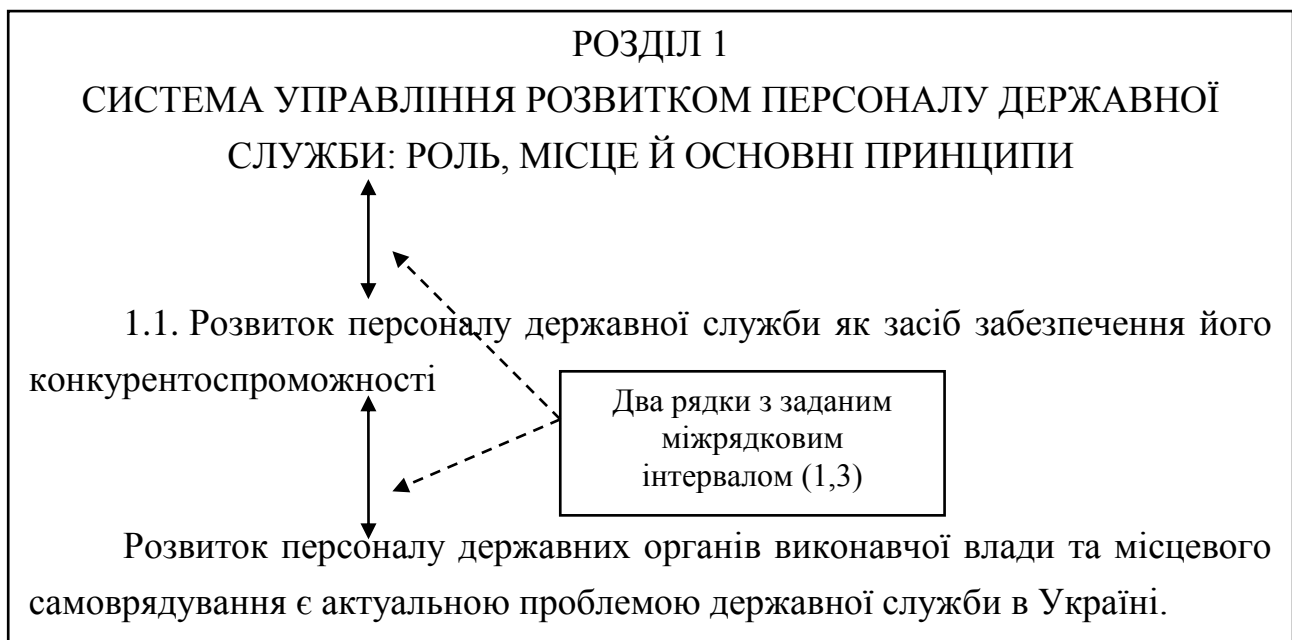 РОЗДІЛ 1
СИСТЕМА УПРАВЛІННЯ РОЗВИТКОМ ПЕРСОНАЛУ ДЕРЖАВНОЇ
СЛУЖБИ: РОЛЬ, МІСЦЕ Й ОСНОВНІ ПРИНЦИПИ
1.1. Розвиток персоналу державної служби як засіб забезпечення його
конкурентоспроможності
Два рядки з заданим
міжрядковим
інтервалом (1,3)
Розвиток персоналу державних органів виконавчої влади та місцевого
самоврядування є актуальною проблемою державної служби в Україні.